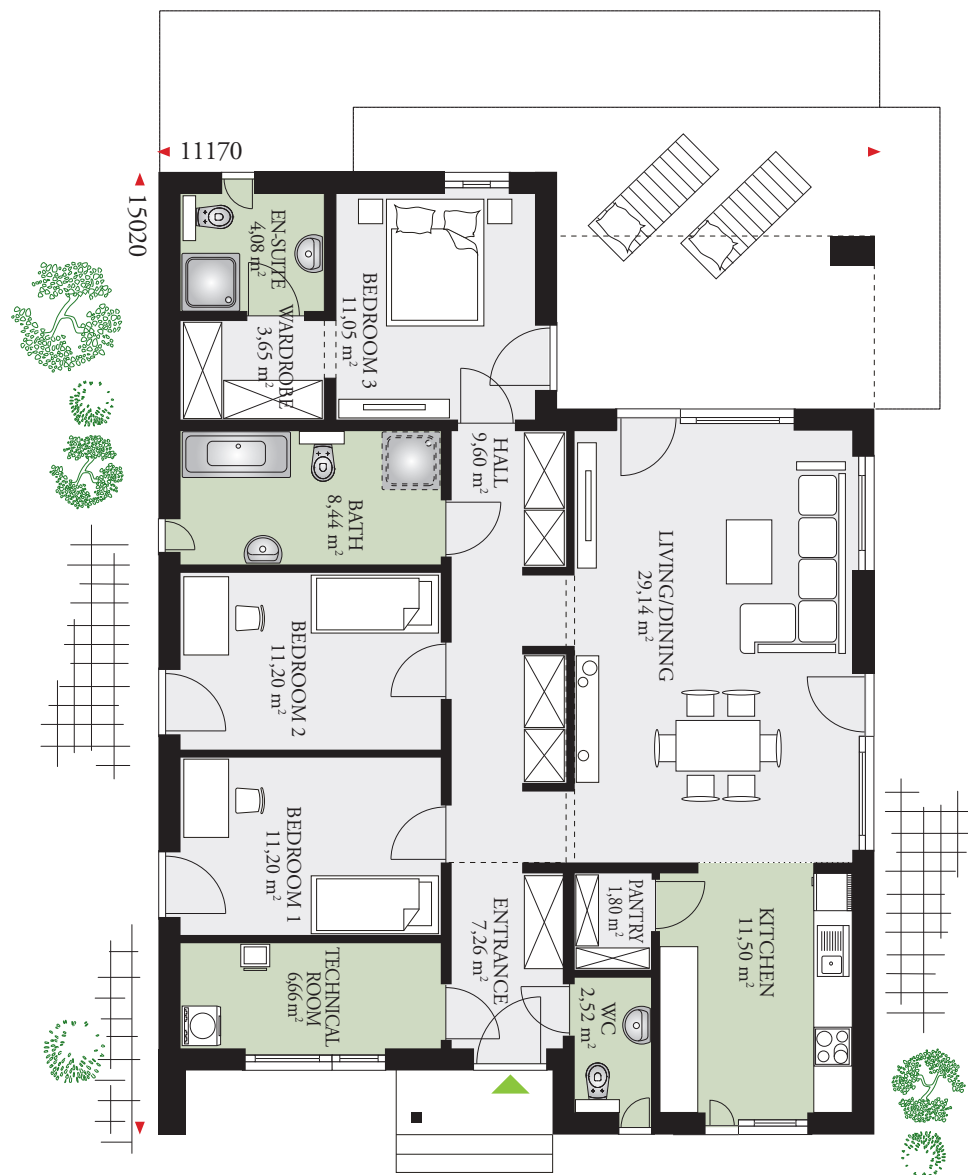 11170
15020
EN-SUITE
4,08 m²
WARDROBE
3,65 m²
BEDROOM 3
11,05 m²
HALL
9,60 m²
BATH
8,44 m²
LIVING/DINING
29,14 m²
BEDROOM 2
11,20 m²
BEDROOM 1
11,20 m²
ENTRANCE
7,26 m²
PANTRY
1,80 m²
KITCHEN
11,50 m²
TECHNICAL
ROOM
6,66 m²
WC
2,52 m²